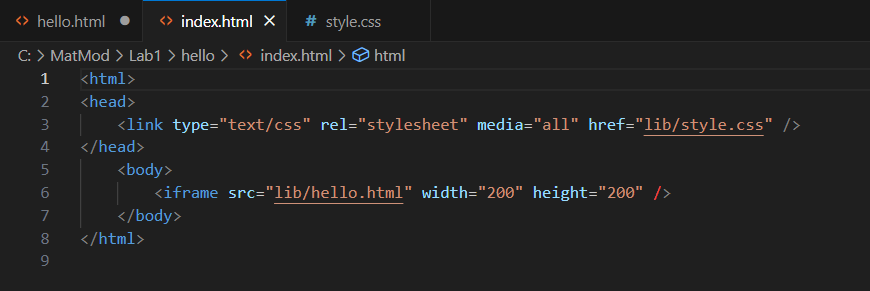 <> hello.html ●
<> index.html ×
# style.css
C: > MatMod > Lab1 > hello > <> index.html > html
1 <html>
2 <head>
3 <link type="text/css" rel="stylesheet" media="all" href="lib/style.css" />
4 </head>
5 <body>
6 <iframe src="lib/hello.html" width="200" height="200" />
7 </body>
8 </html>
9